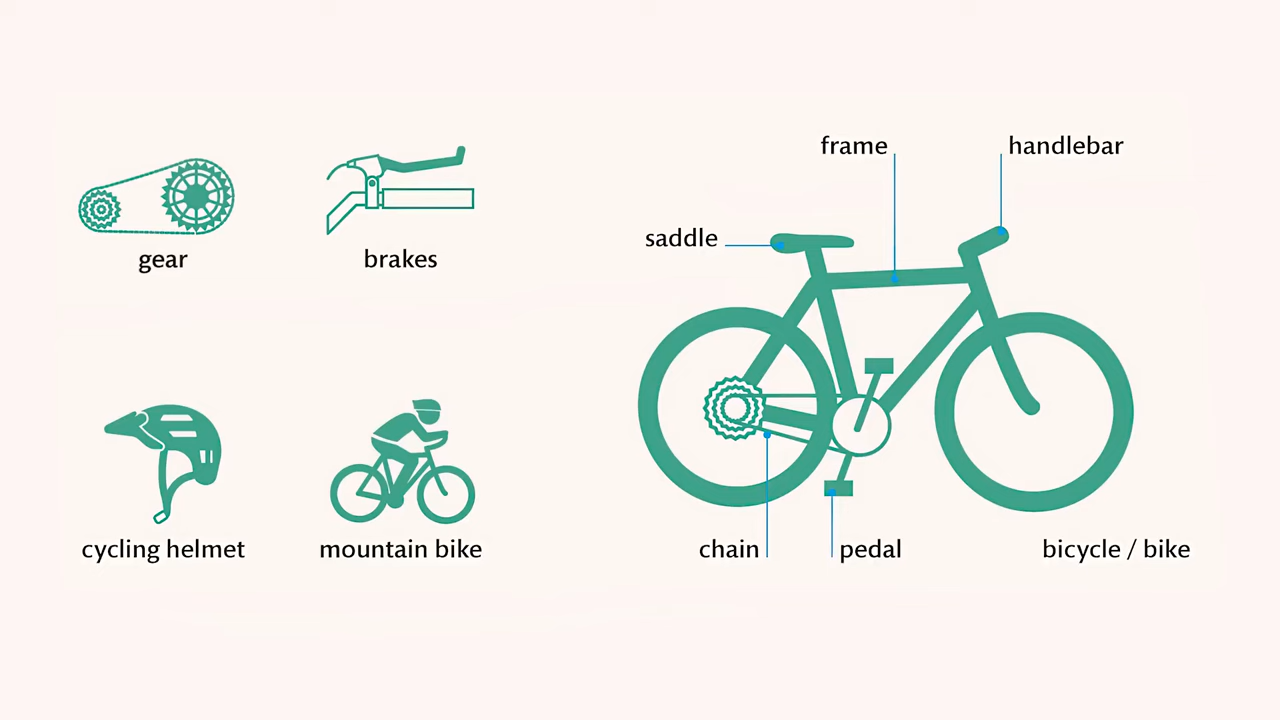 gear
brakes
cycling helmet
mountain bike
frame
handlebar
saddle
chain
pedal
bicycle / bike